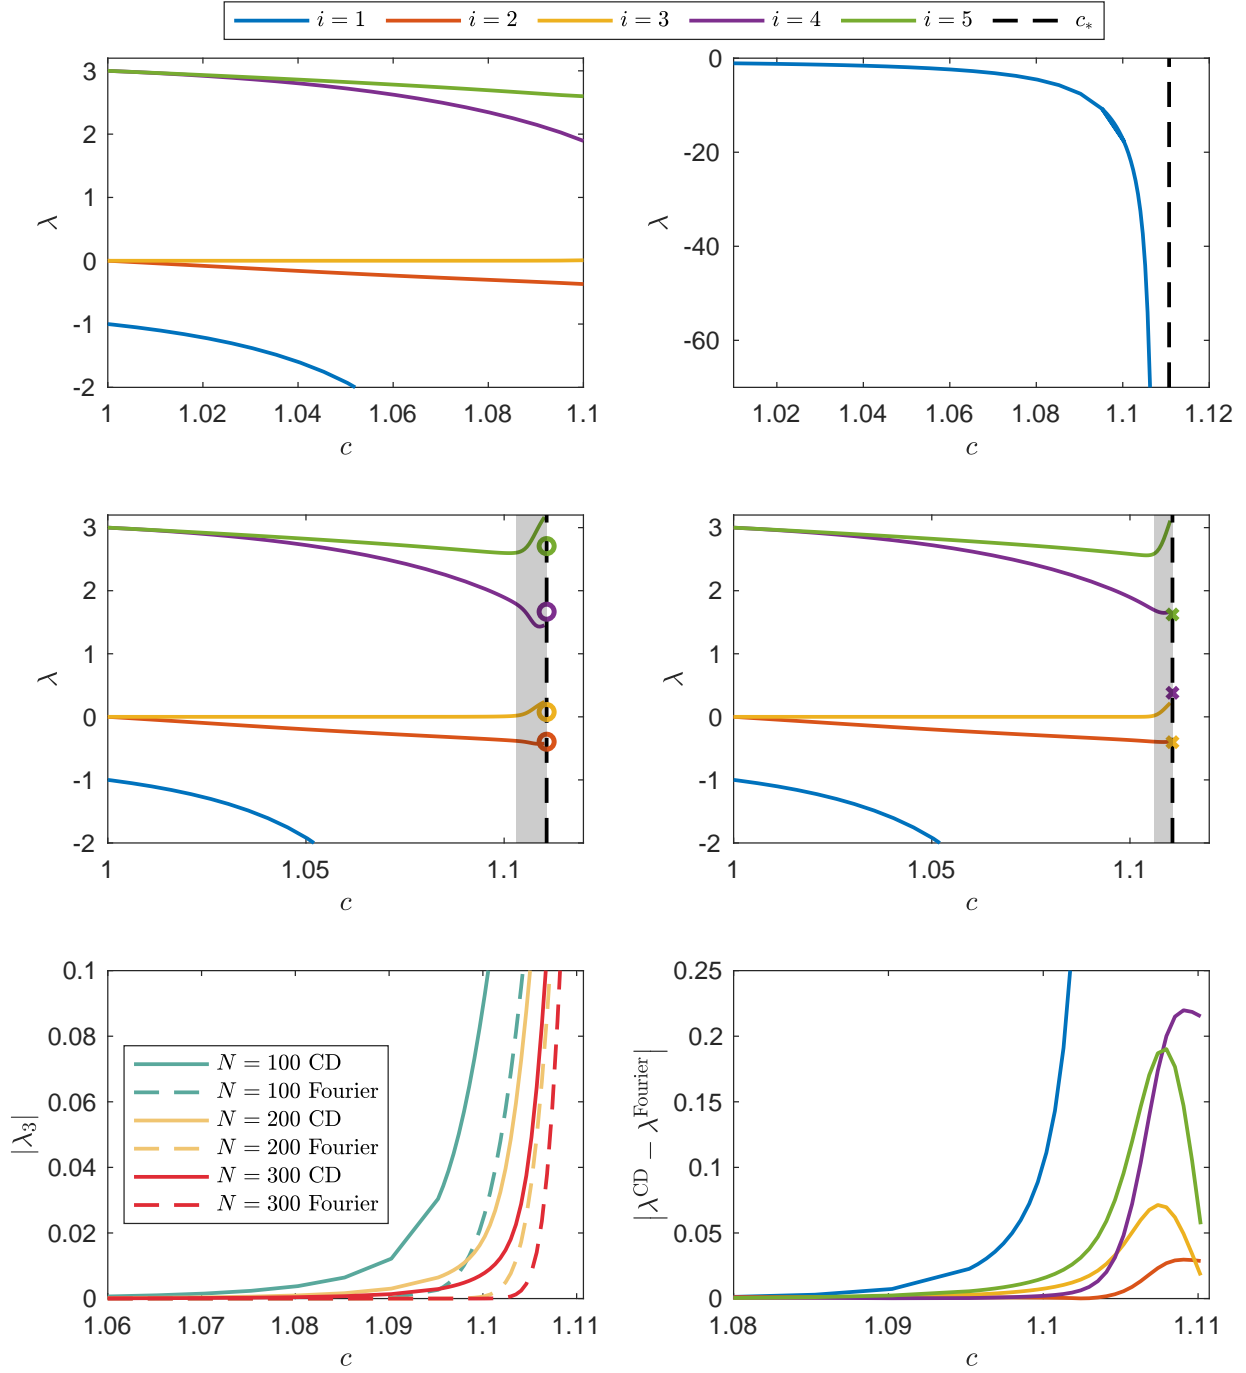 i = 1 i = 2 i = 3 i = 4 i = 5 c*
3
2
1
0
-1
-2
λ
1 1.02 1.04 1.06 1.08 1.1
c
0
-20
-40
-60
λ
1.02 1.04 1.06 1.08 1.1 1.12
c
3
2
1
0
-1
-2
λ
1 1.05 1.1
c
3
2
1
0
-1
-2
λ
1 1.05 1.1
c
0.1
0.08
0.06
0.04
0.02
0
|λ₃|
N = 100 CD
N = 100 Fourier
N = 200 CD
N = 200 Fourier
N = 300 CD
N = 300 Fourier
1.06 1.07 1.08 1.09 1.1 1.11
c
0.25
0.2
0.15
0.1
0.05
0
|λ^CD − λ^Fourier|
1.08 1.09 1.1 1.11
c